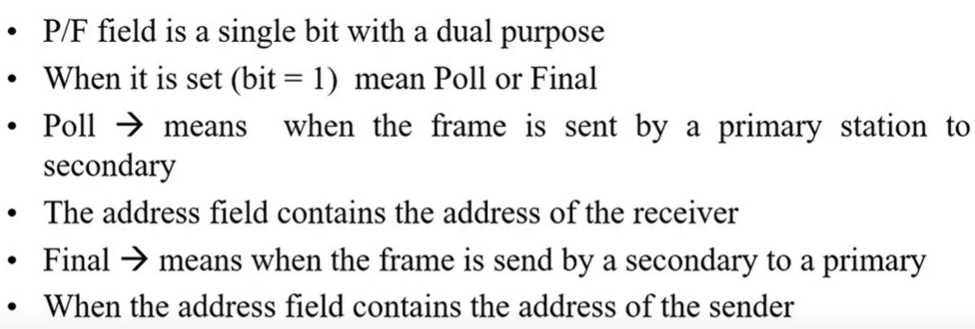 • P/F field is a single bit with a dual purpose
• When it is set (bit = 1) mean Poll or Final
• Poll → means when the frame is sent by a primary station to
secondary
• The address field contains the address of the receiver
• Final → means when the frame is send by a secondary to a primary
• When the address field contains the address of the sender